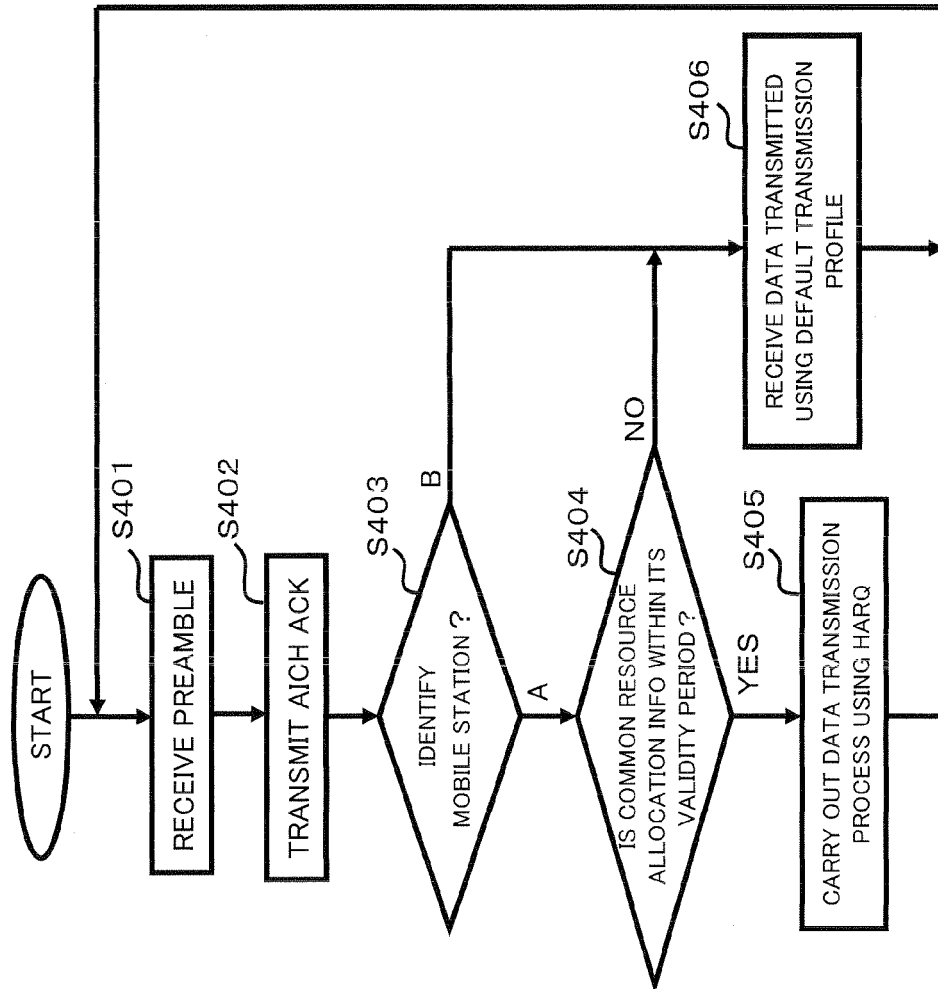 START
S401
RECEIVE PREAMBLE
S402
TRANSMIT AICH ACK
S403
IDENTIFY
MOBILE STATION?
B
A
S404
IS COMMON RESOURCE
ALLOCATION INFO WITHIN ITS
VALIDITY PERIOD?
NO
YES
S405
CARRY OUT DATA TRANSMISSION
PROCESS USING HARQ
S406
RECEIVE DATA TRANSMITTED
USING DEFAULT TRANSMISSION
PROFILE